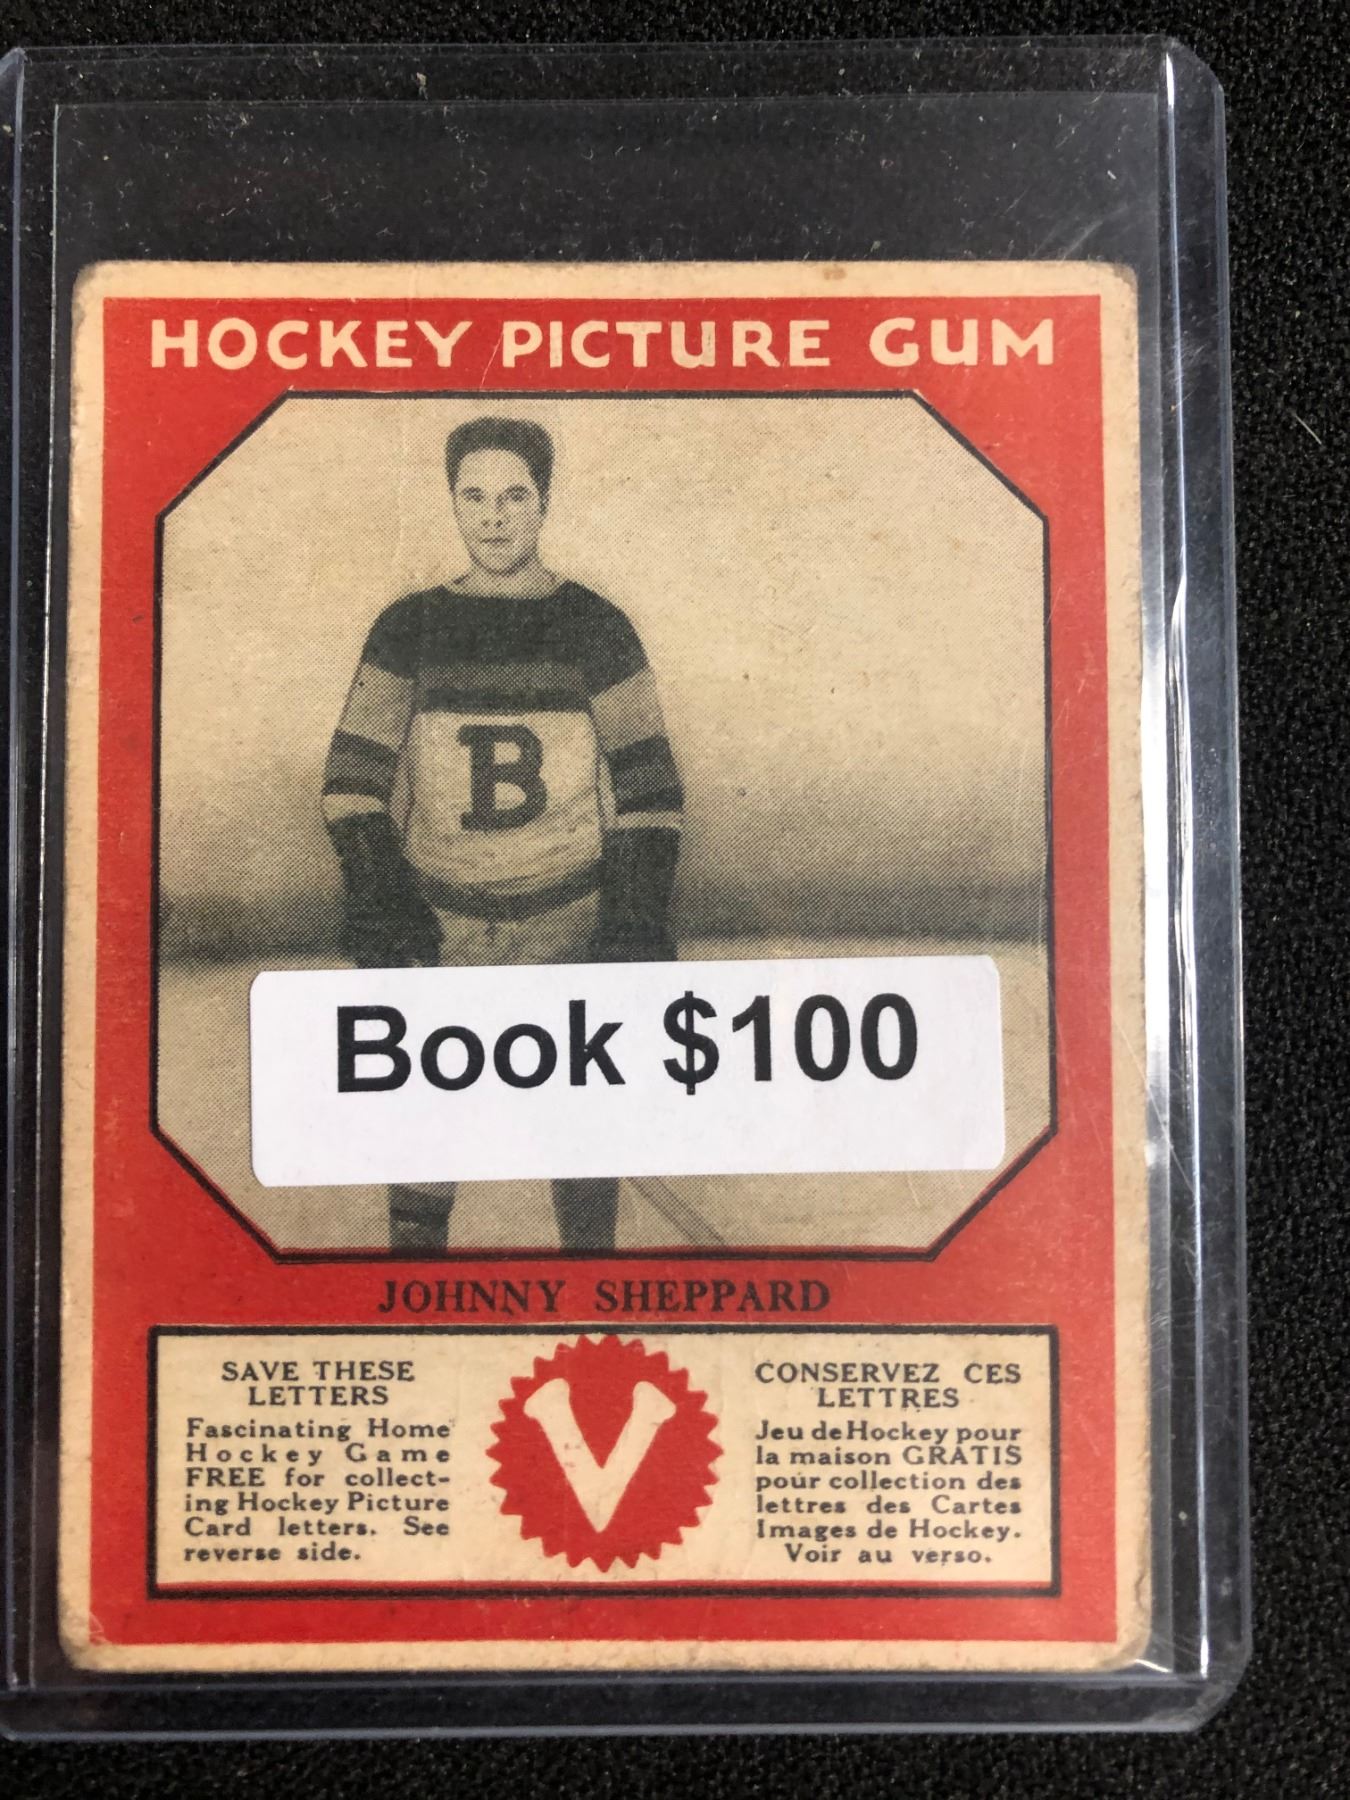 HOCKEY PICTURE GUM
B
Book $100
JOHNNY SHEPPARD
SAVE THESE
LETTERS
Fascinating Home
Hockey Game
FREE for collect-
ing Hockey Picture
Card letters. See
reverse side.
V
CONSERVEZ CES
LETTRES
Jeu de Hockey pour
la maison GRATIS
pour collection des
lettres des Cartes
Images de Hockey.
Voir au verso.